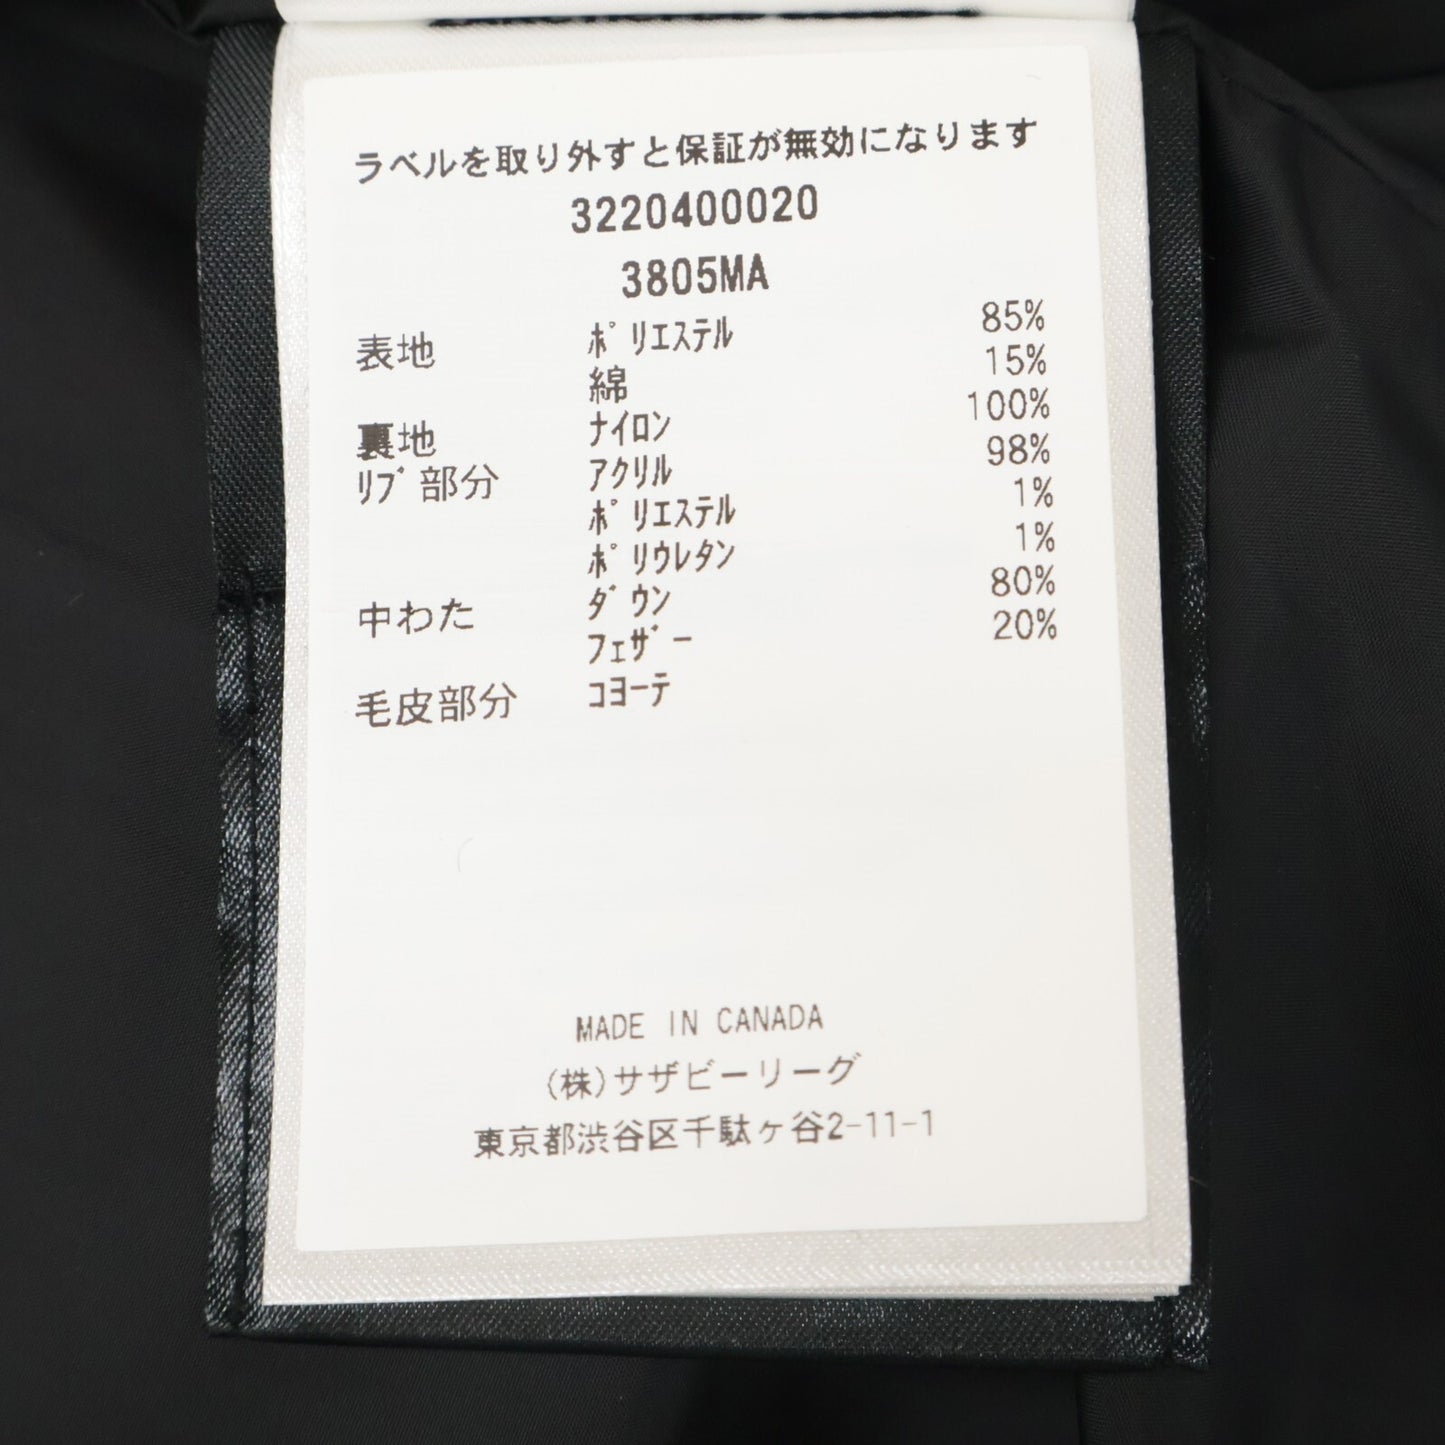 ラベルを取り外すと保証が無効になります
3220400020
3805MA
表地 ﾎﾟﾘｴｽﾃﾙ 85%
綿 15%
裏地 ﾅｲﾛﾝ 100%
ﾘﾌﾞ部分 ｱｸﾘﾙ 98%
ﾎﾟﾘｴｽﾃﾙ 1%
ﾎﾟﾘｳﾚﾀﾝ 1%
中わた ﾀﾞｳﾝ 80%
ﾌｪｻﾞｰ 20%
毛皮部分 ｺﾖｰﾃ
MADE IN CANADA
(株)サザビーリーグ
東京都渋谷区千駄ヶ谷2-11-1